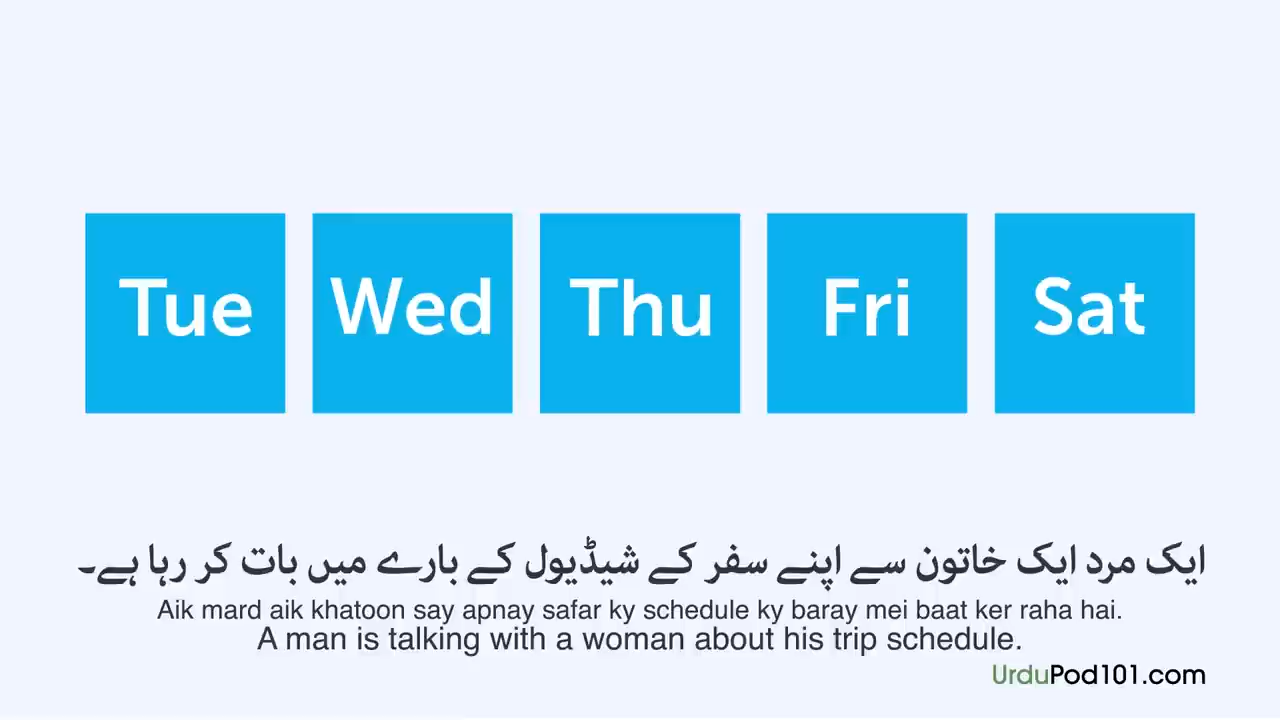 Tue Wed Thu Fri Sat
ایک مرد ایک خاتون سے اپنے سفر کے شیڈیول کے بارے میں بات کر رہا ہے۔
Aik mard aik khatoon say apnay safar ky schedule ky baray mei baat ker raha hai.
A man is talking with a woman about his trip schedule.
UrduPod101.com